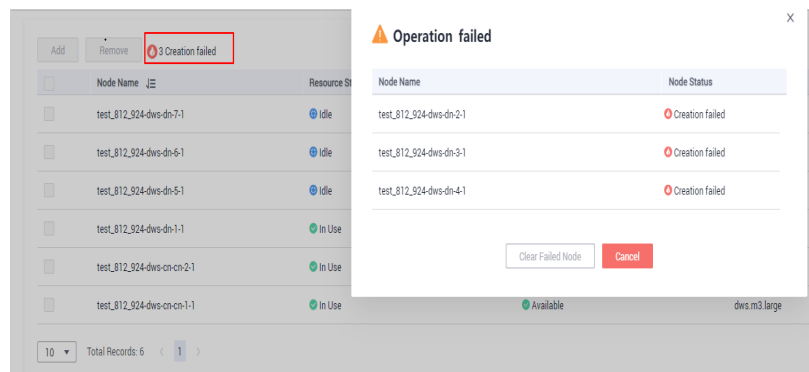 X
Operation failed
Add Remove 3 Creation failed
Node Name Resource St
test_812_924-dws-dn-7-1 Idle
test_812_924-dws-dn-6-1 Idle
test_812_924-dws-dn-5-1 Idle
test_812_924-dws-dn-1-1 In Use
test_812_924-dws-cn-cn-2-1 In Use
test_812_924-dws-cn-cn-1-1 In Use Available dws.m3.large
10 Total Records: 6 < 1 >
Node Name Node Status
test_812_924-dws-dn-2-1 Creation failed
test_812_924-dws-dn-3-1 Creation failed
test_812_924-dws-dn-4-1 Creation failed
Clear Failed Node Cancel